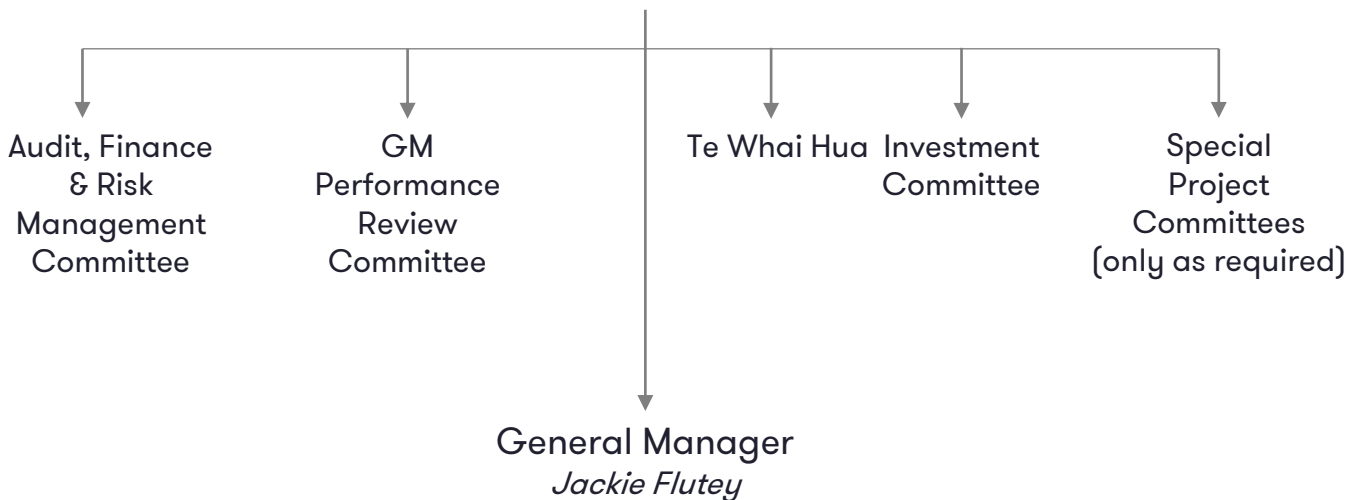 Audit, Finance
& Risk
Management
Committee
GM
Performance
Review
Committee
Te Whai Hua
Investment
Committee
Special
Project
Committees
(only as required)
General Manager
Jackie Flutey